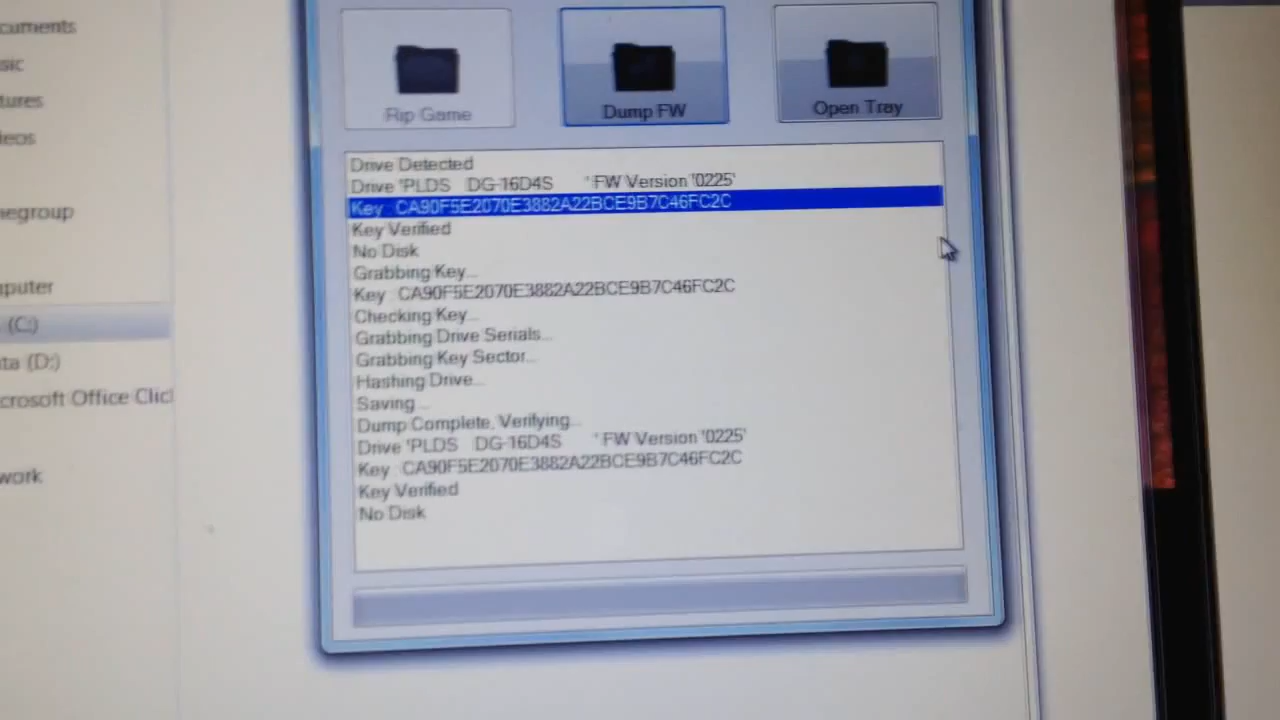 cuments
sic
tures
deos
negroup
nputer
(C:)
ta (D:)
crosoft Office Clic
work
Rip Game
Dump FW
Open Tray
Drive Detected
Drive 'PLDS DG-16D4S ' FW Version '0225'
Key : CA90F5E2070E3882A22BCE9B7C46FC2C
Key Verified
No Disk
Grabbing Key...
Key : CA90F5E2070E3882A22BCE9B7C46FC2C
Checking Key...
Grabbing Drive Serials...
Grabbing Key Sector...
Hashing Drive...
Saving...
Dump Complete, Verifying...
Drive 'PLDS DG-16D4S ' FW Version '0225'
Key : CA90F5E2070E3882A22BCE9B7C46FC2C
Key Verified
No Disk